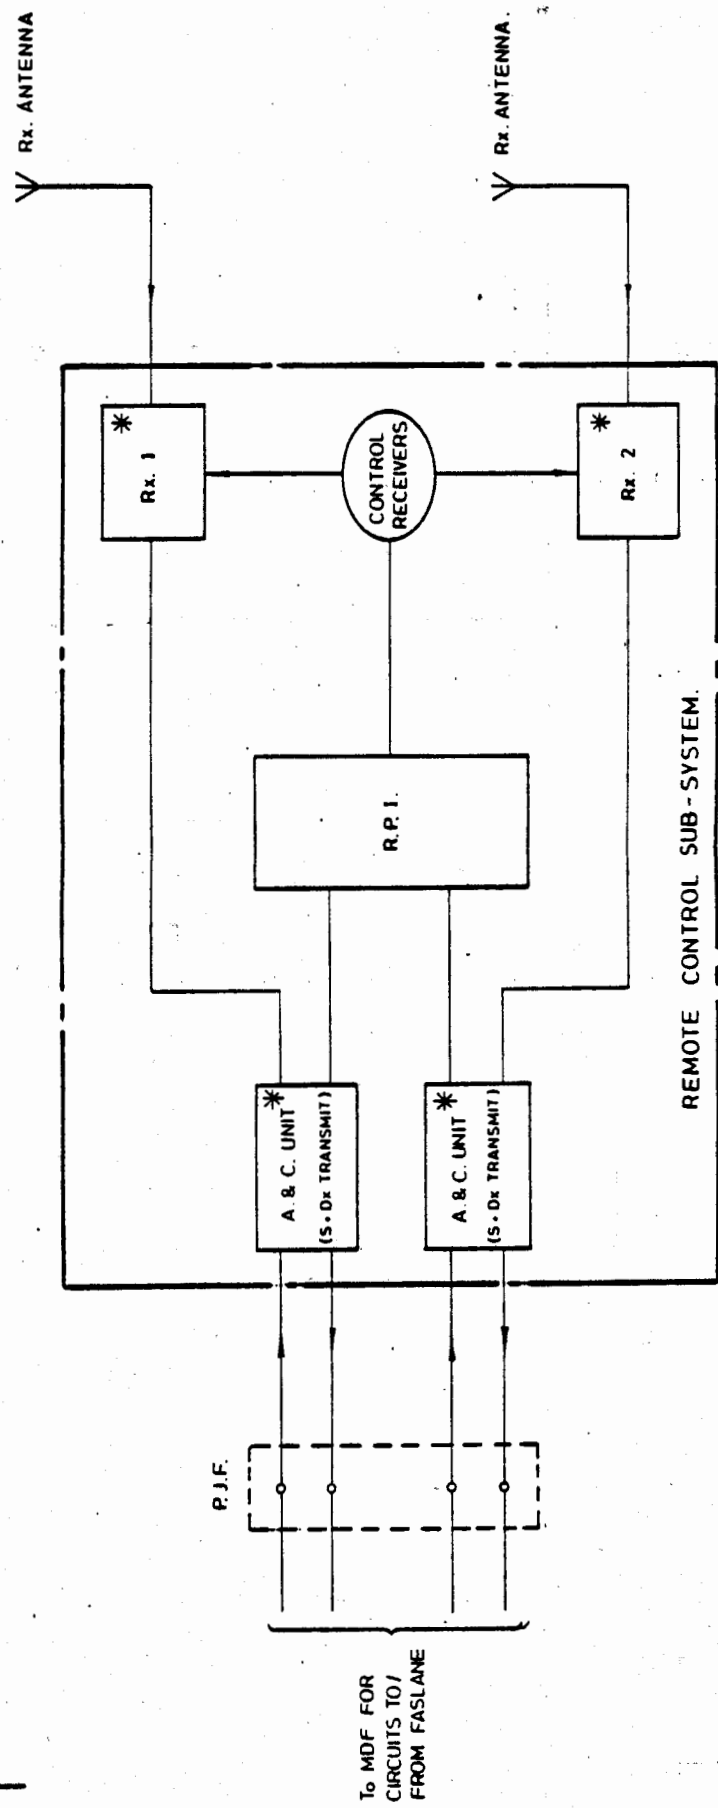 Rx. ANTENNA
Rx. ANTENNA.
*
Rx. 1
CONTROL
RECEIVERS
*
Rx. 2
R.P.I.
*
A. & C. UNIT
(S+Dx TRANSMIT)
*
A & C. UNIT
(S+Dx TRANSMIT)
REMOTE CONTROL SUB-SYSTEM.
P.J.F.
To MDF FOR
CIRCUITS TO/
FROM FASLANE